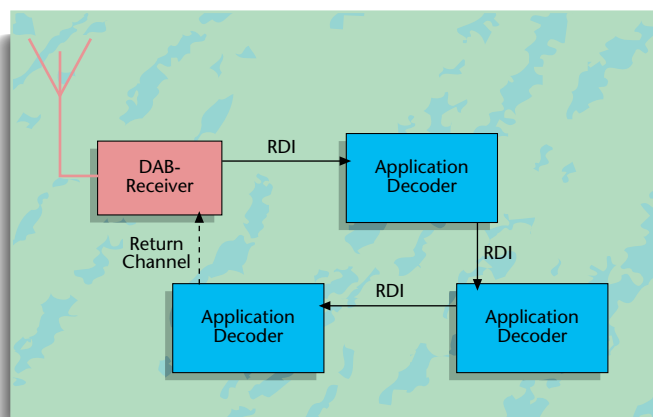 DAB-
Receiver
RDI
Application
Decoder
RDI
Application
Decoder
RDI
Application
Decoder
Return
Channel